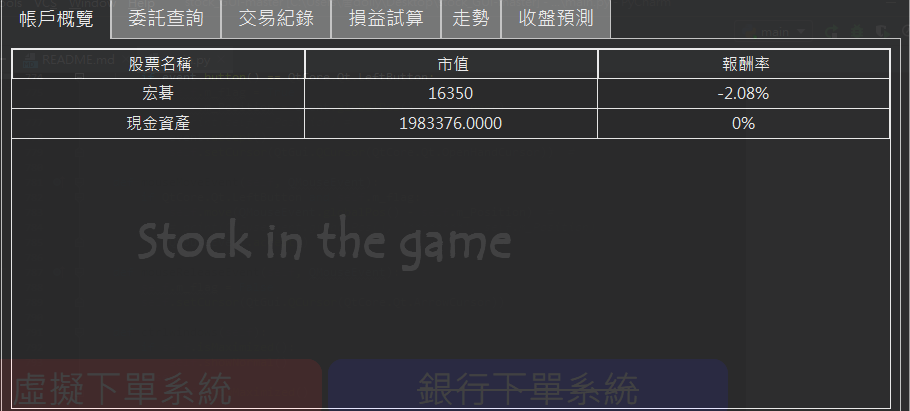 帳戶概覽 委託查詢 交易紀錄 損益試算 走勢 收盤預測
main
README.md
股票名稱 市值 報酬率
宏碁 16350 -2.08%
現金資產 1983376.0000 0%
Stock in the game
虛擬下單系統 銀行下單系統